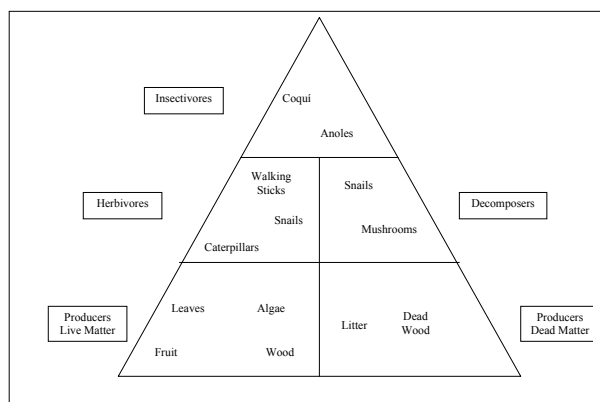 Insectivores
Coquí
Anoles
Herbivores
Walking
Sticks
Snails
Caterpillars
Snails
Mushrooms
Decomposers
Producers
Live Matter
Leaves
Algae
Fruit
Wood
Litter
Dead
Wood
Producers
Dead Matter